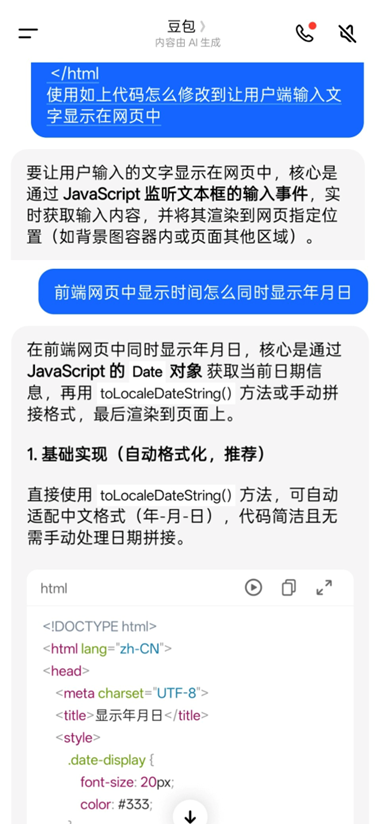 豆包 》
内容由 AI 生成
</html
使用如上代码怎么修改到让用户端输入文
字显示在网页中
要让用户输入的文字显示在网页中，核心是
通过 JavaScript 监听文本框的输入事件，实
时获取输入内容，并将其渲染到网页指定位
置（如背景图容器内或页面其他区域）。
前端网页中显示时间怎么同时显示年月日
在前端网页中同时显示年月日，核心是通过
JavaScript 的 Date 对象 获取当前日期信
息，再用 toLocaleDateString() 方法或手动拼
接格式，最后渲染到页面上。
1. 基础实现（自动格式化，推荐）
直接使用 toLocaleDateString() 方法，可自动
适配中文格式（年-月-日），代码简洁且无
需手动处理日期拼接。
html
<!DOCTYPE html>
<html lang="zh-CN">
<head>
<meta charset="UTF-8">
<title>显示年月日</title>
<style>
.date-display {
font-size: 20px;
color: #333;